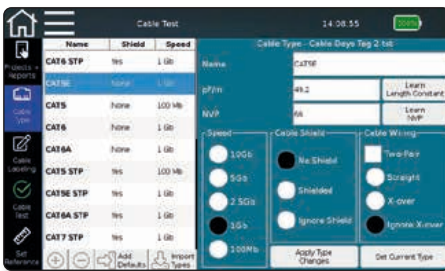 Cable Test
14:08:55
100%
Projects + Reports
Cable Type
Cable Labeling
Cable Test
Set Reference
Name Shield Speed
CAT6 STP Yes 1 Gb
CAT5E None 1 Gb
CAT5 None 100 Mb
CAT6 None 1 Gb
CAT6A None 1 Gb
CAT5 STP Yes 100 Mb
CAT5E STP Yes 1 Gb
CAT6A STP Yes 1 Gb
CAT7 STP Yes 1 Gb
Add Defaults
Import Types
Cable Type - Cable Days Tag 2.txt
Name CAT5E
pF/m 49.2
Learn Length Constant
NVP 68
Learn NVP
Speed
10Gb
5Gb
2.5Gb
1Gb
100Mb
Cable Shield
No Shield
Shielded
Ignore Shield
Cable Wiring
Two-Pair
Straight
X-over
Ignore X-over
Apply Type Changes
Set Current Type